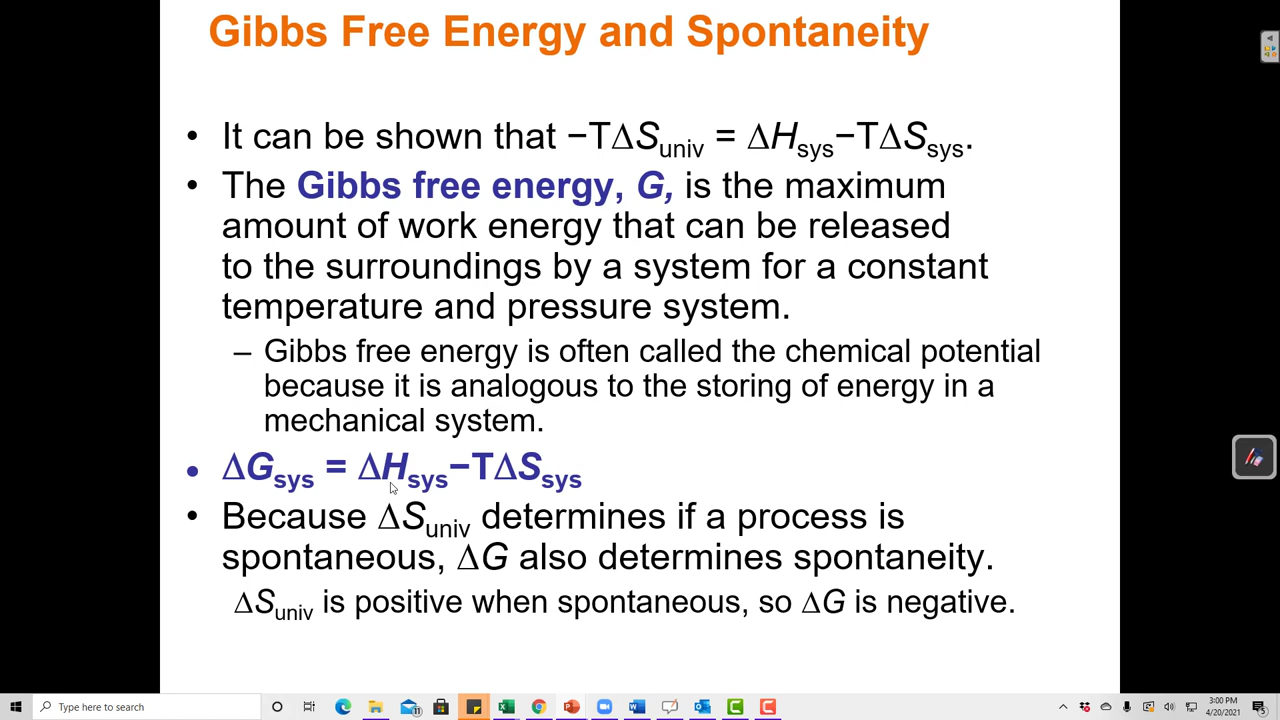 Gibbs Free Energy and Spontaneity
• It can be shown that −TΔSuniv = ΔHsys−TΔSsys.
• The Gibbs free energy, G, is the maximum
amount of work energy that can be released
to the surroundings by a system for a constant
temperature and pressure system.
– Gibbs free energy is often called the chemical potential
because it is analogous to the storing of energy in a
mechanical system.
• ΔGsys = ΔHsys−TΔSsys
• Because ΔSuniv determines if a process is
spontaneous, ΔG also determines spontaneity.
ΔSuniv is positive when spontaneous, so ΔG is negative.
Type here to search
11
3:00 PM
4/20/2021
5